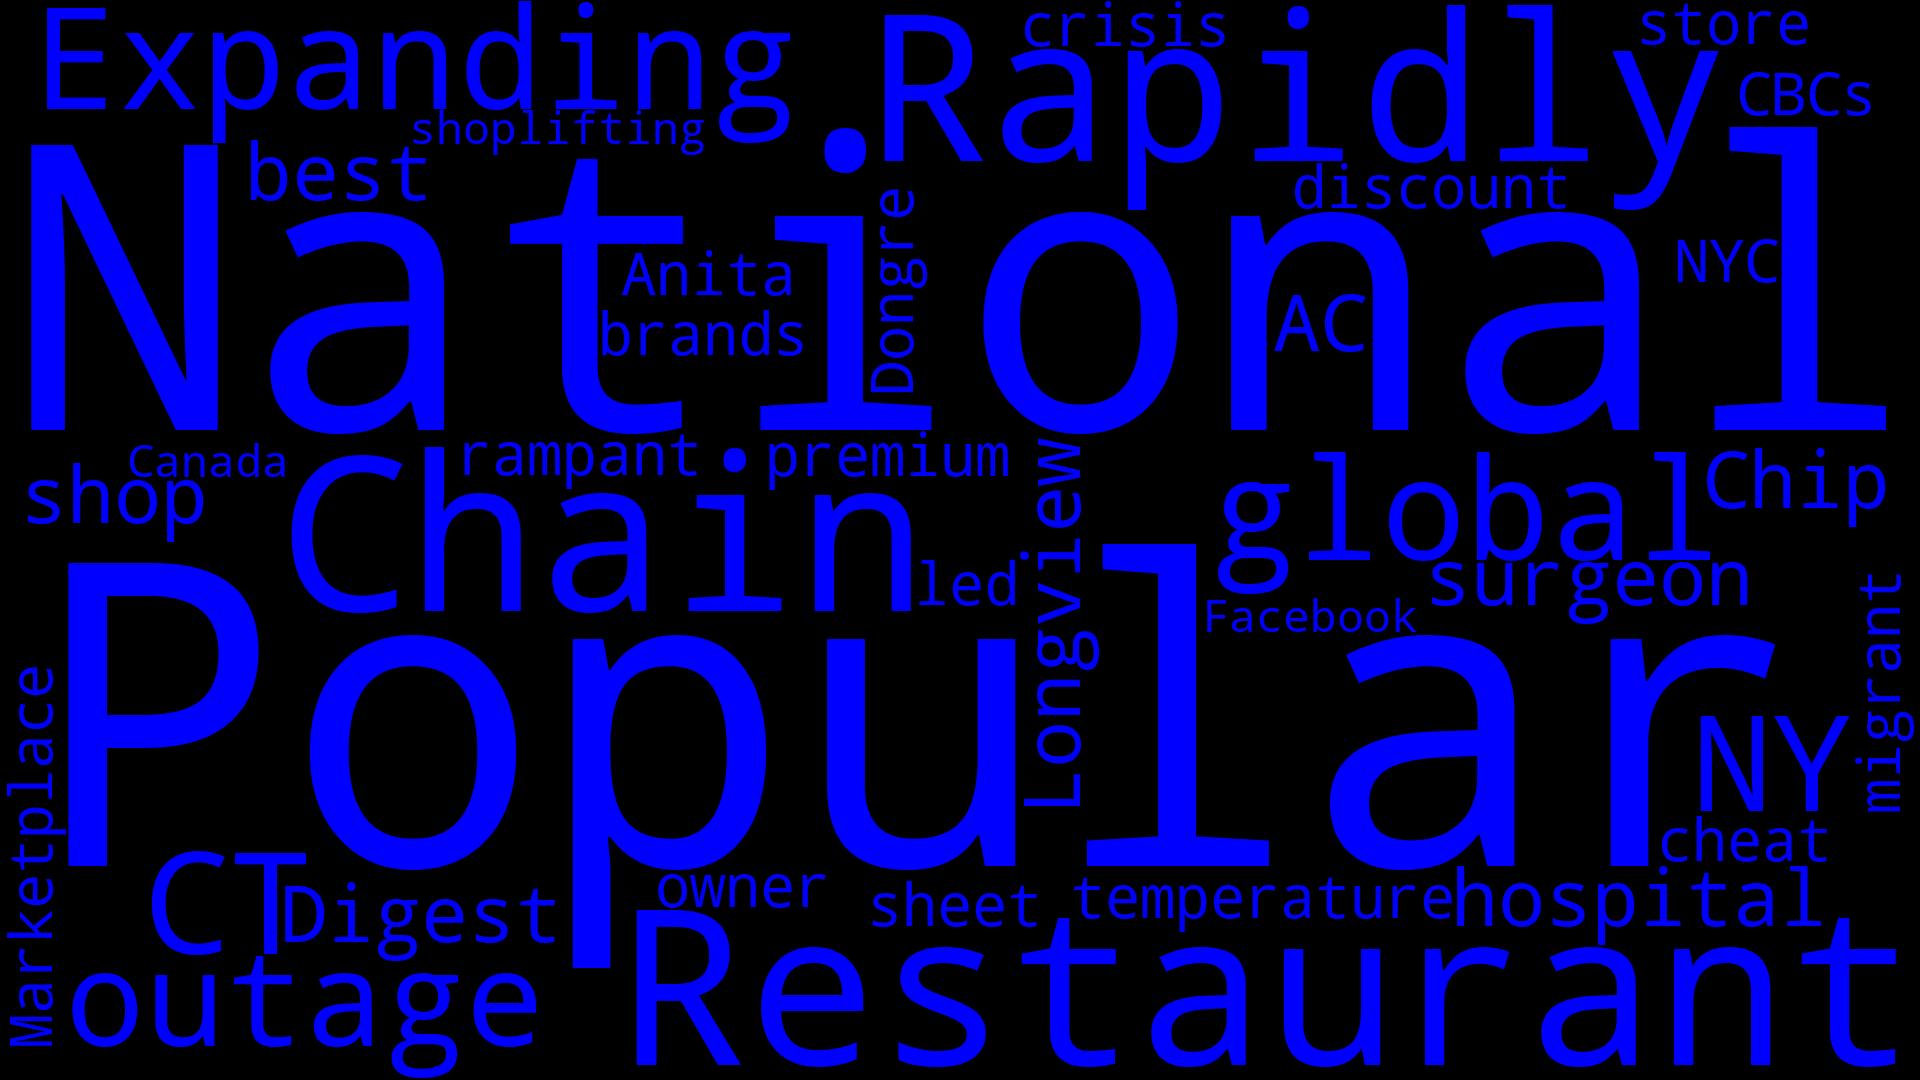 Expanding
Rapidly
crisis
store
CBCs
shoplifting
best
National
discount
Dongre
Anita
NYC
brands
AC
Canada
shop
Chain
rampant
premium
Longview
global
Chip
led
surgeon
Facebook
migrant
Popular
Marketplace
NY
cheat
CT
Digest
owner
sheet
temperature
hospital
outage
Restaurant